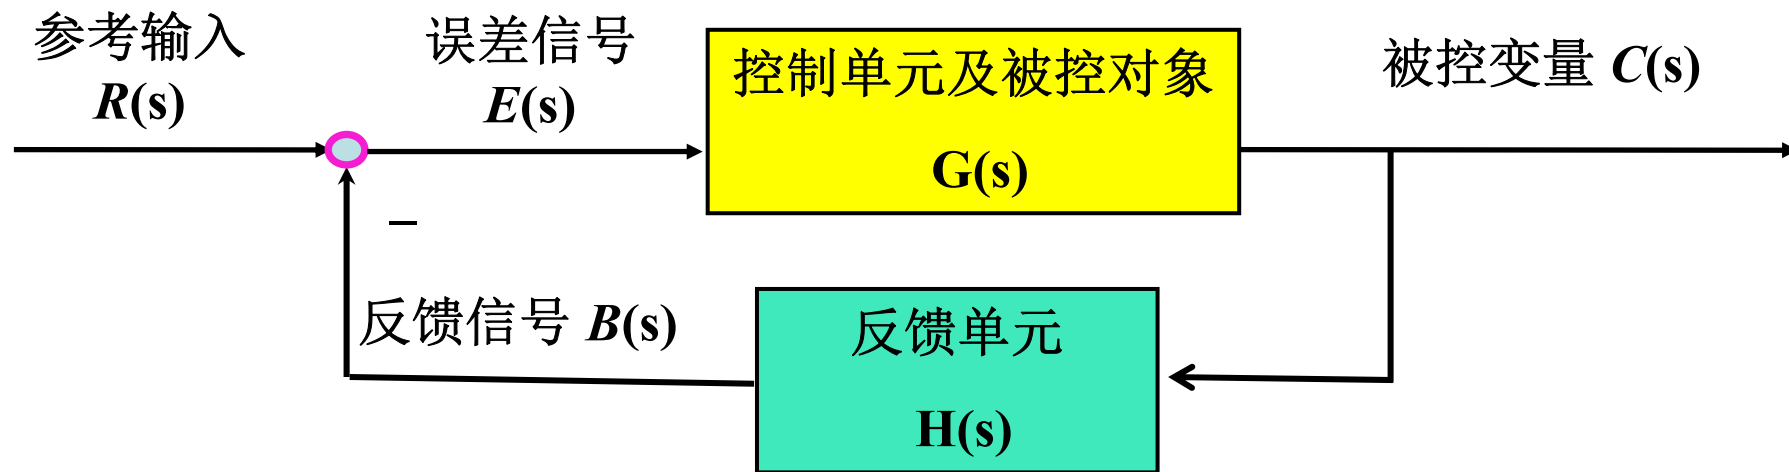 参考输入
R(s)
误差信号
E(s)
控制单元及被控对象
G(s)
被控变量 C(s)
–
反馈信号 B(s)
反馈单元
H(s)